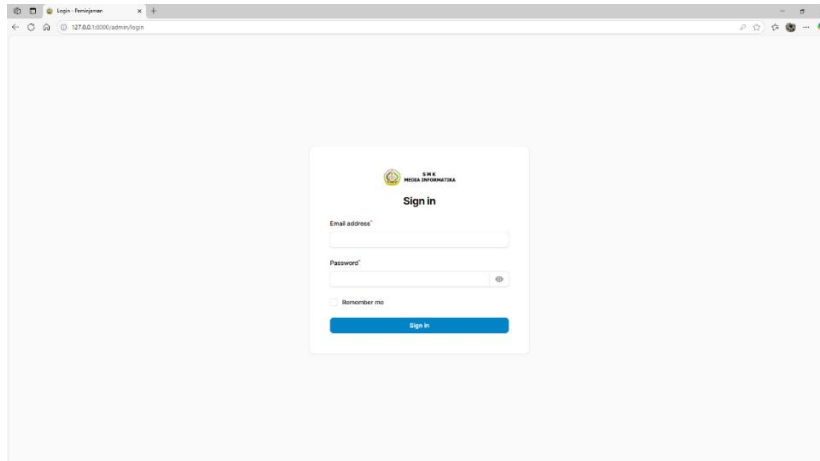 Login - Peminjaman
127.0.0.1:8000/admin/login
SMK
MEDIA INFORMATIKA
Sign in
Email address*
Password*
Remember me
Sign in